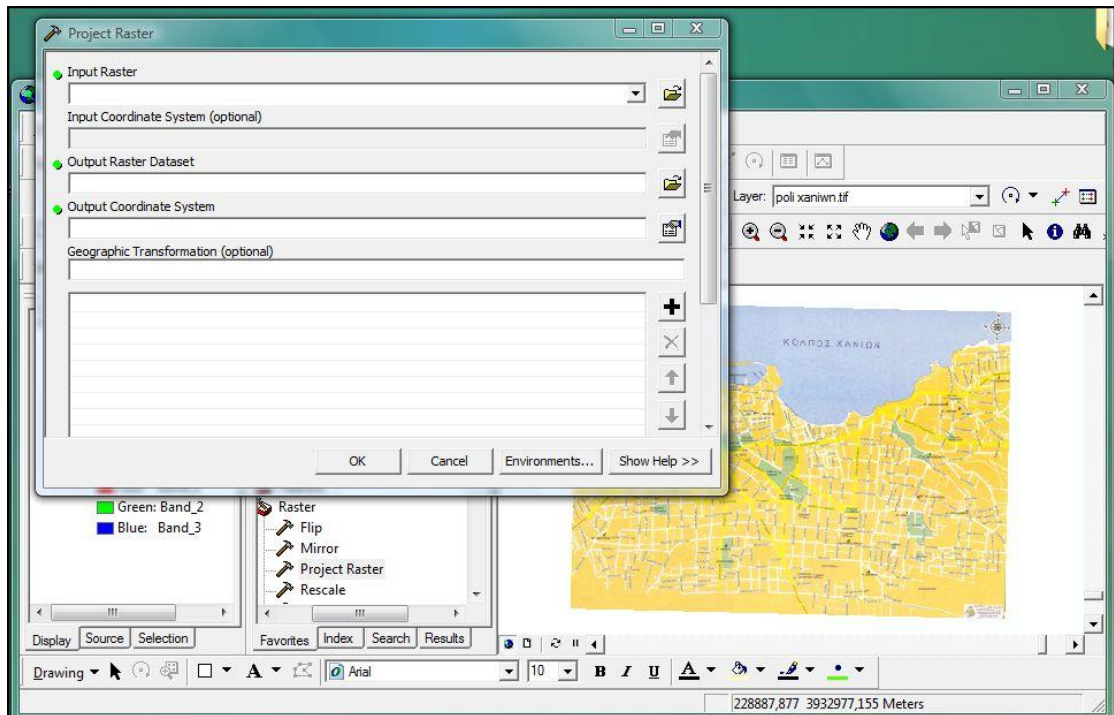 Project Raster
Input Raster
Input Coordinate System (optional)
Output Raster Dataset
Output Coordinate System
Geographic Transformation (optional)
OK
Cancel
Environments...
Show Help >>
Layer:
poli xaniwn.tif
ΚΟΛΠΟΣ ΧΑΝΙΩΝ
Green: Band_2
Blue: Band_3
Raster
Flip
Mirror
Project Raster
Rescale
Display
Source
Selection
Favorites
Index
Search
Results
Drawing
A
Arial
10
B
I
U
A
228887,877 3932977,155 Meters